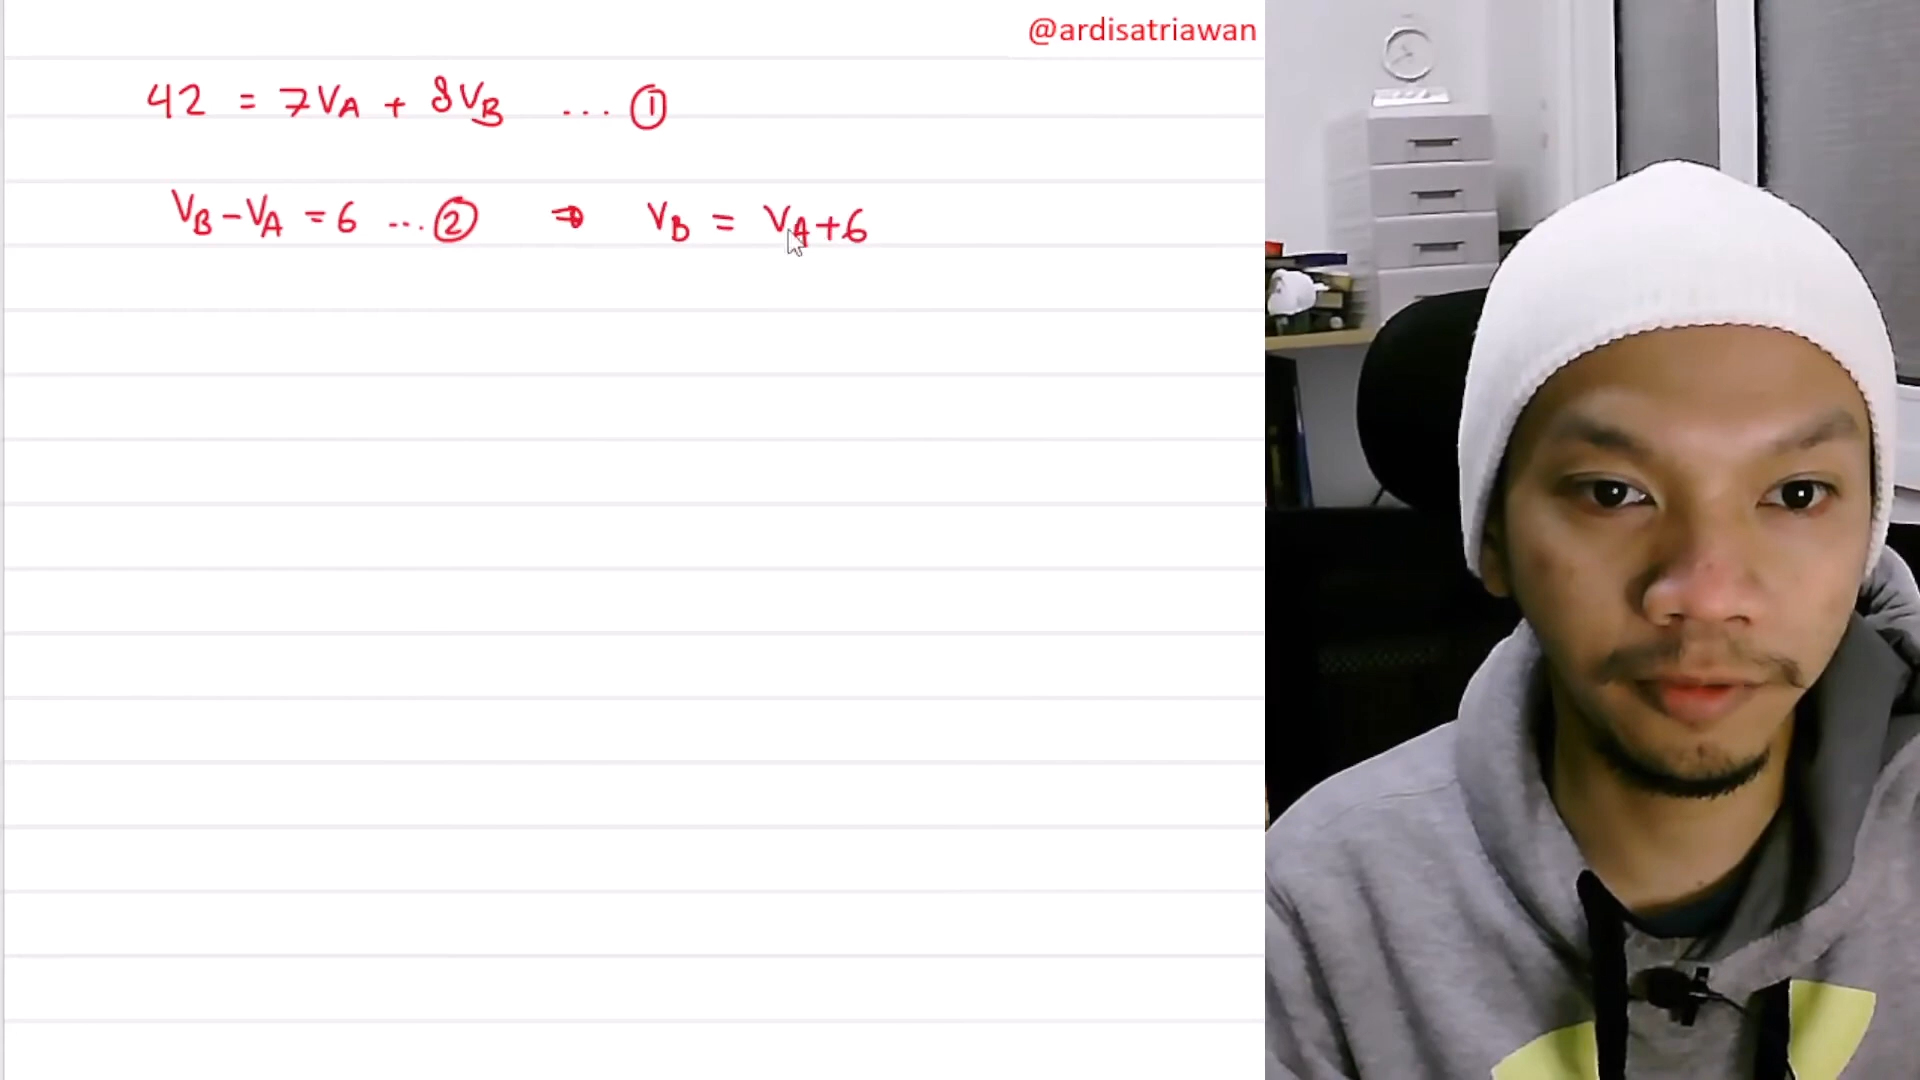 @ardisatriawan
42 = 7VA + 8VB ... ①
VB - VA = 6 ... ② ⇒ VB = VA + 6